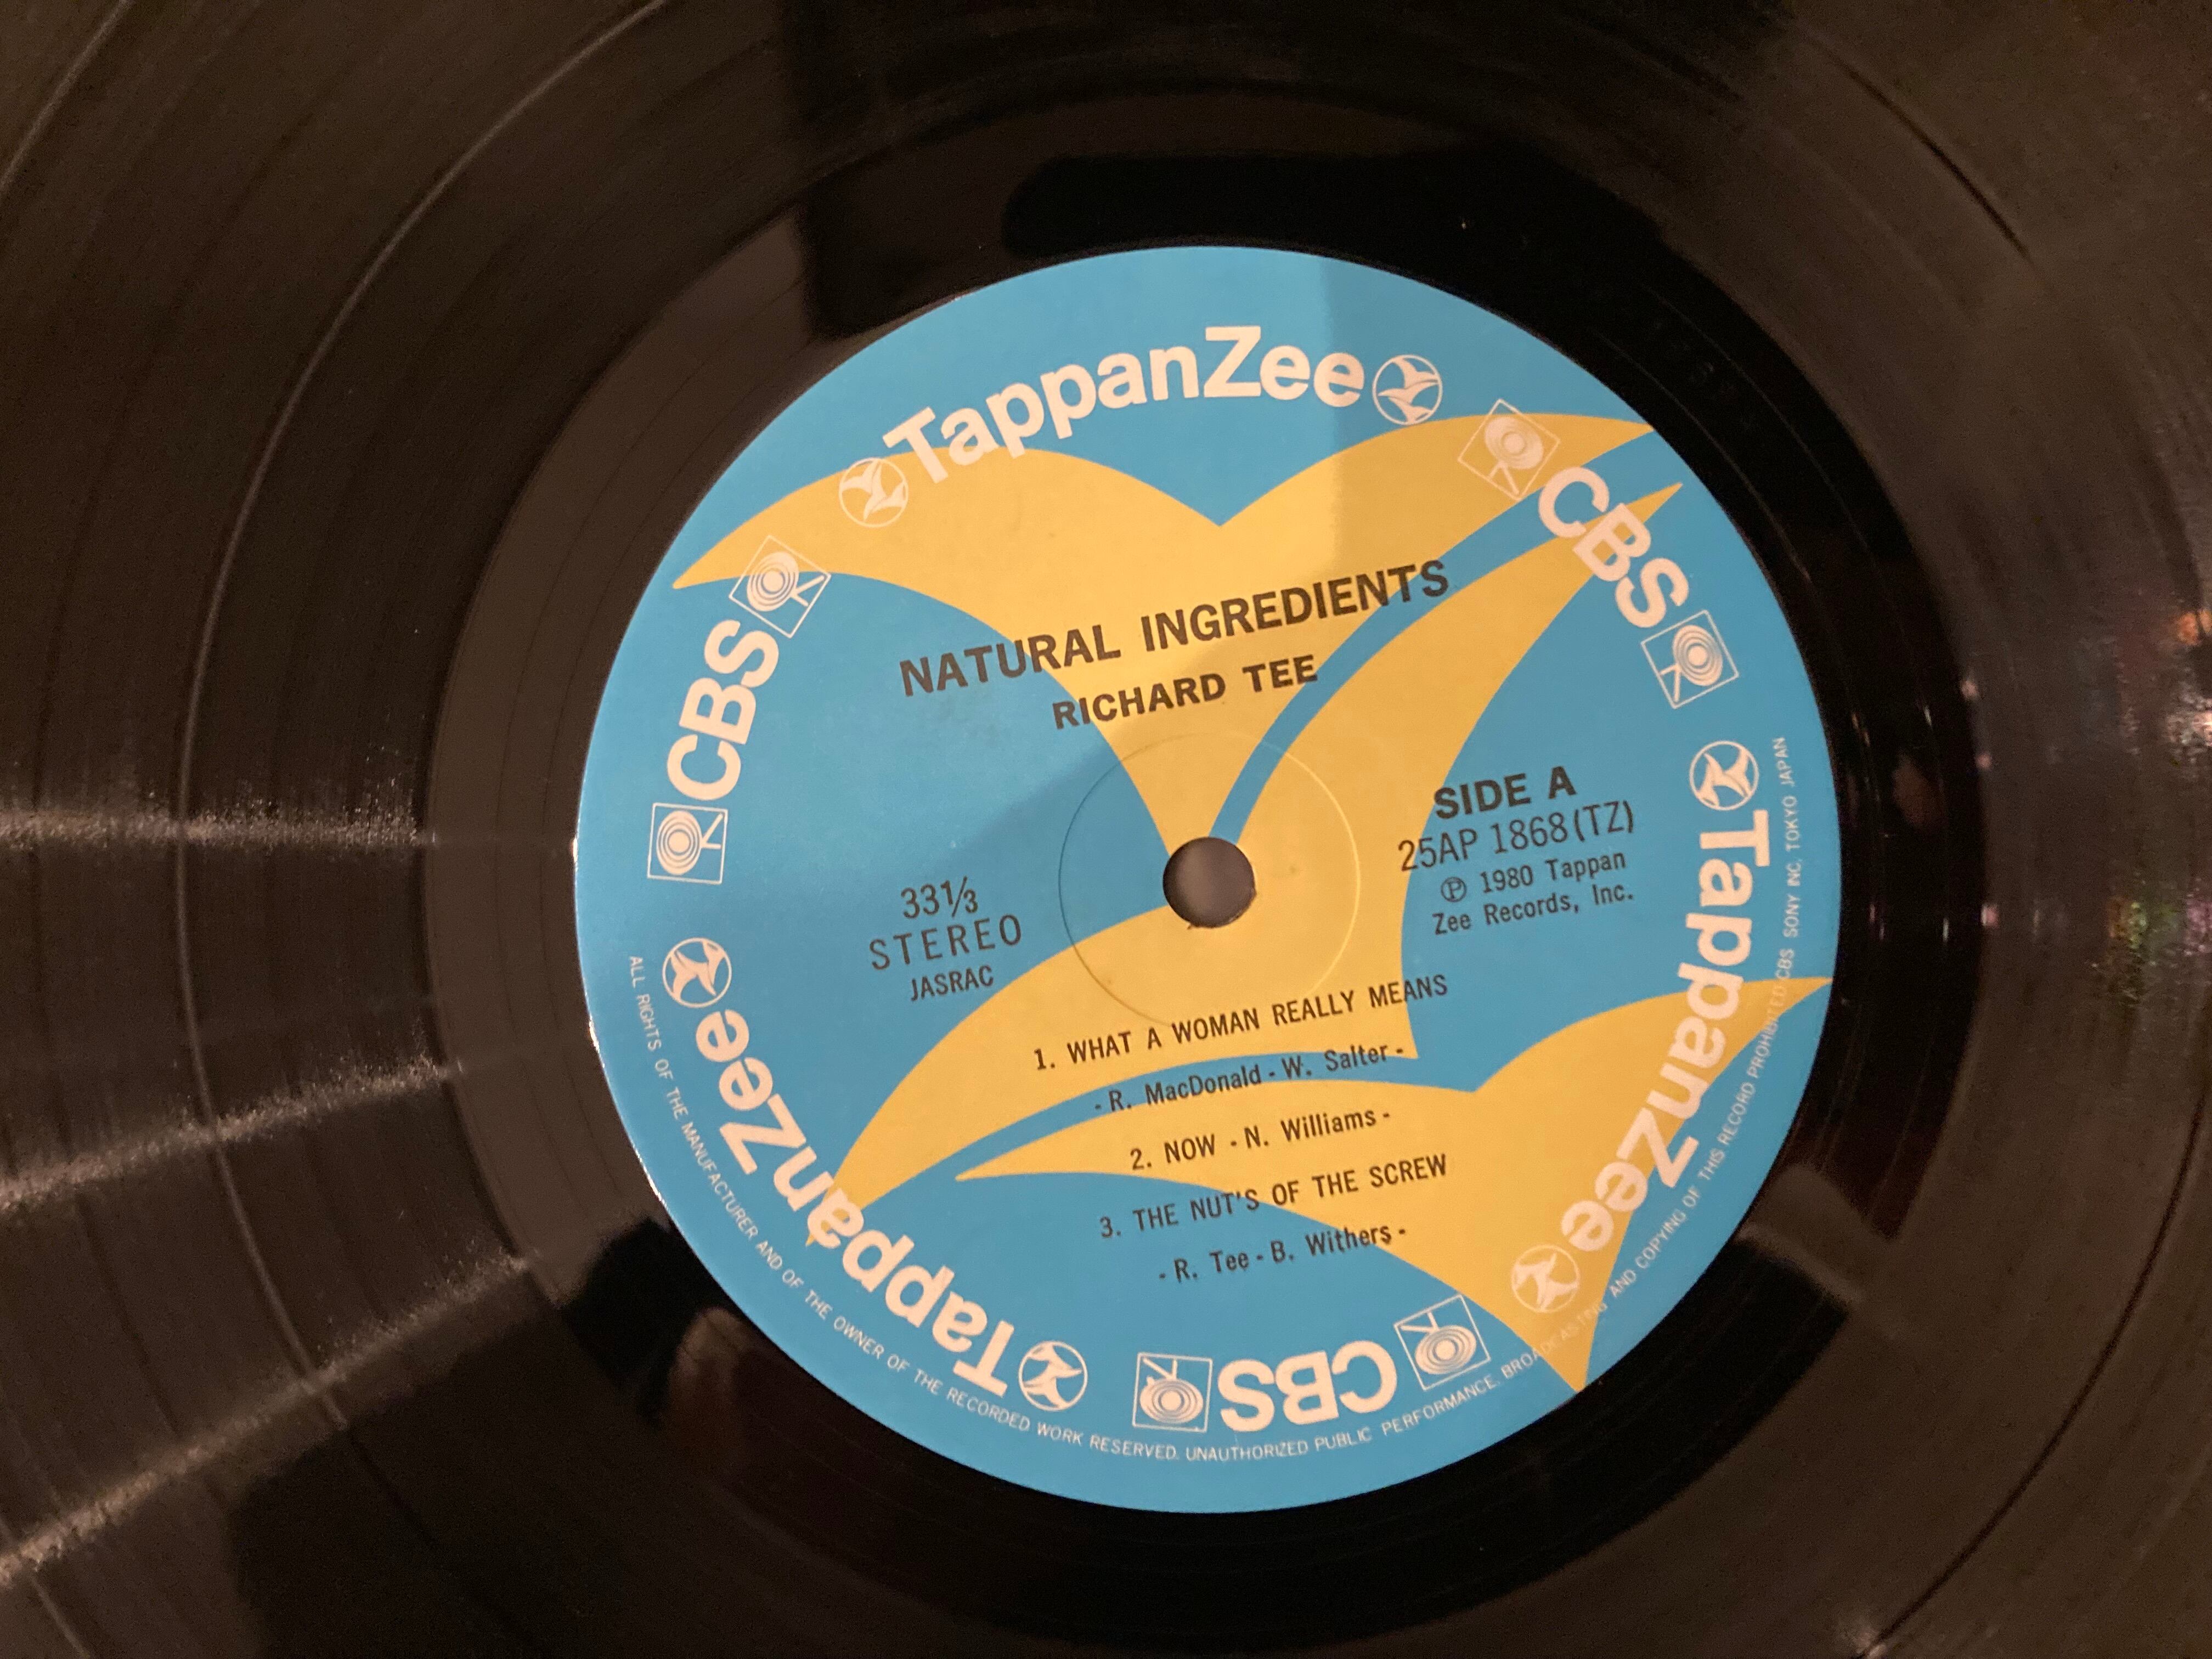 TappanZee
CBS
CBS
NATURAL INGREDIENTS
RICHARD TEE
SIDE A
25AP 1868(TZ)
℗ 1980 Tappan
Zee Records, Inc.
33⅓
STEREO
JASRAC
1. WHAT A WOMAN REALLY MEANS
- R. MacDonald - W. Salter -
2. NOW - N. Williams -
3. THE NUT'S OF THE SCREW
- R. Tee - B. Withers -
TappanZee
TappanZee
CBS
ALL RIGHTS OF THE MANUFACTURER AND OF THE OWNER OF THE RECORDED WORK RESERVED. UNAUTHORIZED PUBLIC PERFORMANCE. BROADCASTING AND COPYING OF THIS RECORD PROHIBITED. CBS SONY INC. TOKYO JAPAN